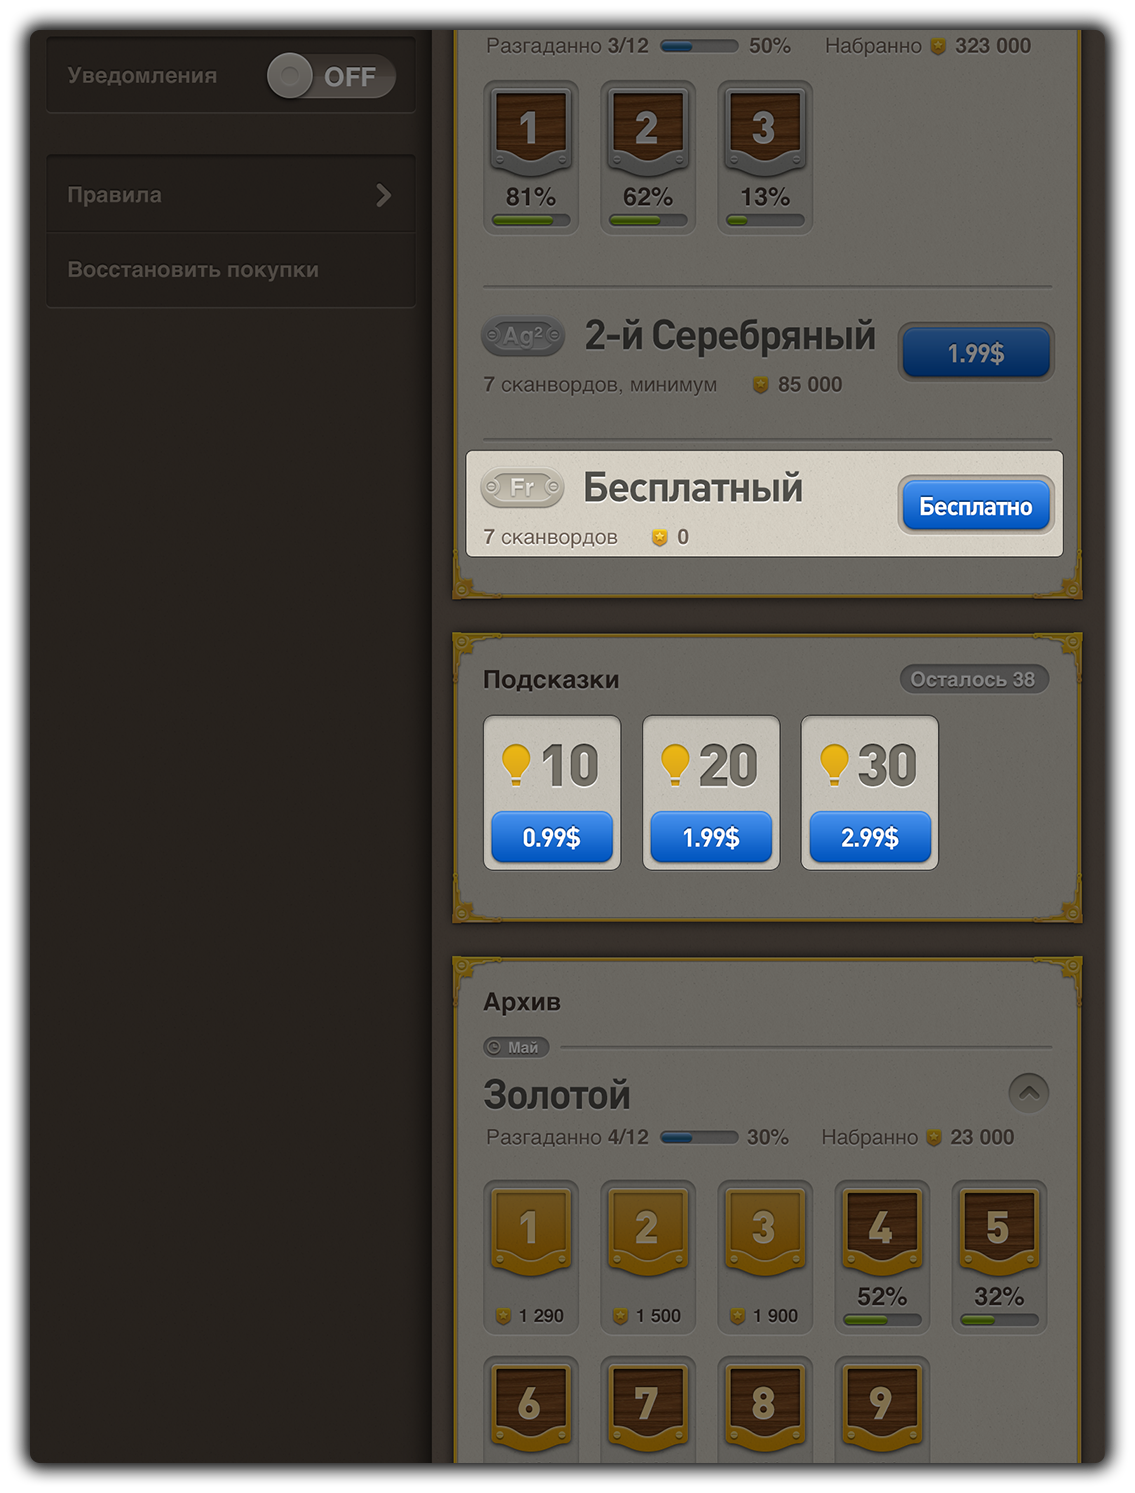 Уведомления OFF
Правила
Восстановить покупки
Разгаданно 3/12 50% Набранно 323 000
1 2 3
81% 62% 13%
Ag² 2-й Серебряный 1.99$
7 сканвордов, минимум 85 000
Fr Бесплатный Бесплатно
7 сканвордов 0
Подсказки Осталось 38
10 20 30
0.99$ 1.99$ 2.99$
Архив
Май
Золотой
Разгаданно 4/12 30% Набранно 23 000
1 2 3 4 5
1 290 1 500 1 900 52% 32%
6 7 8 9